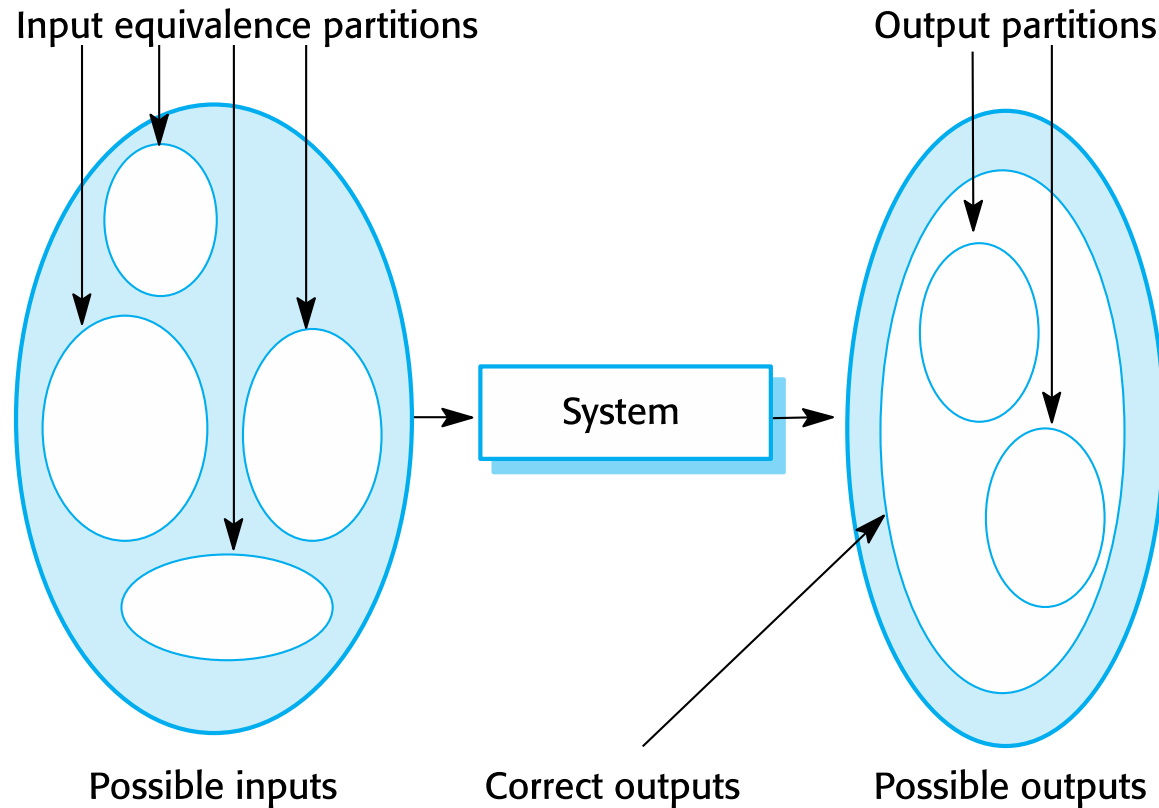 Input equivalence partitions
Output partitions
System
Possible inputs
Correct outputs
Possible outputs